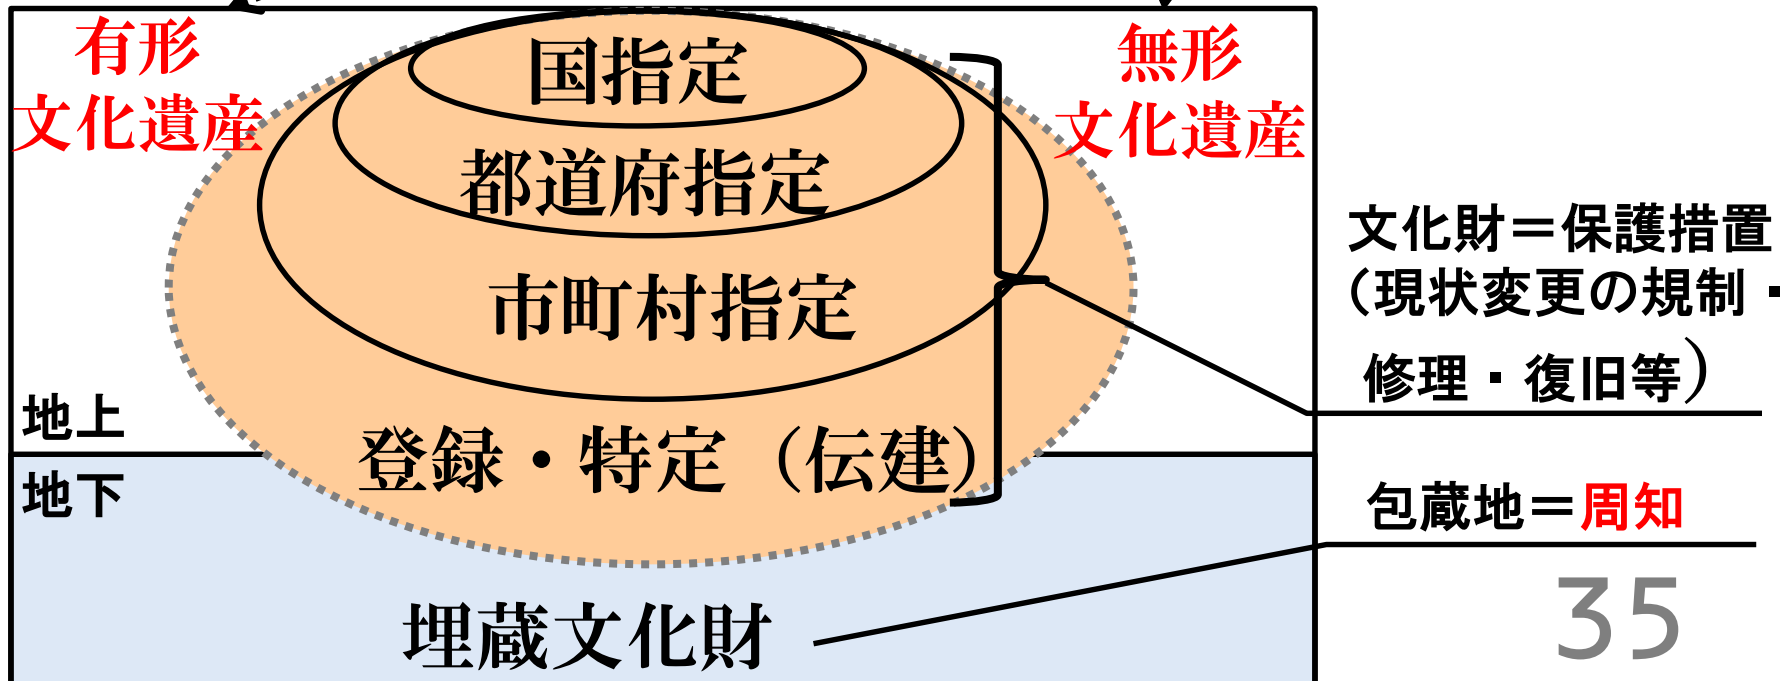 有形
文化遺産
国指定
無形
文化遺産
都道府指定
市町村指定
登録・特定（伝建）
地上
地下
埋蔵文化財
文化財＝保護措置
（現状変更の規制・
修理・復旧等）
包蔵地＝周知
35